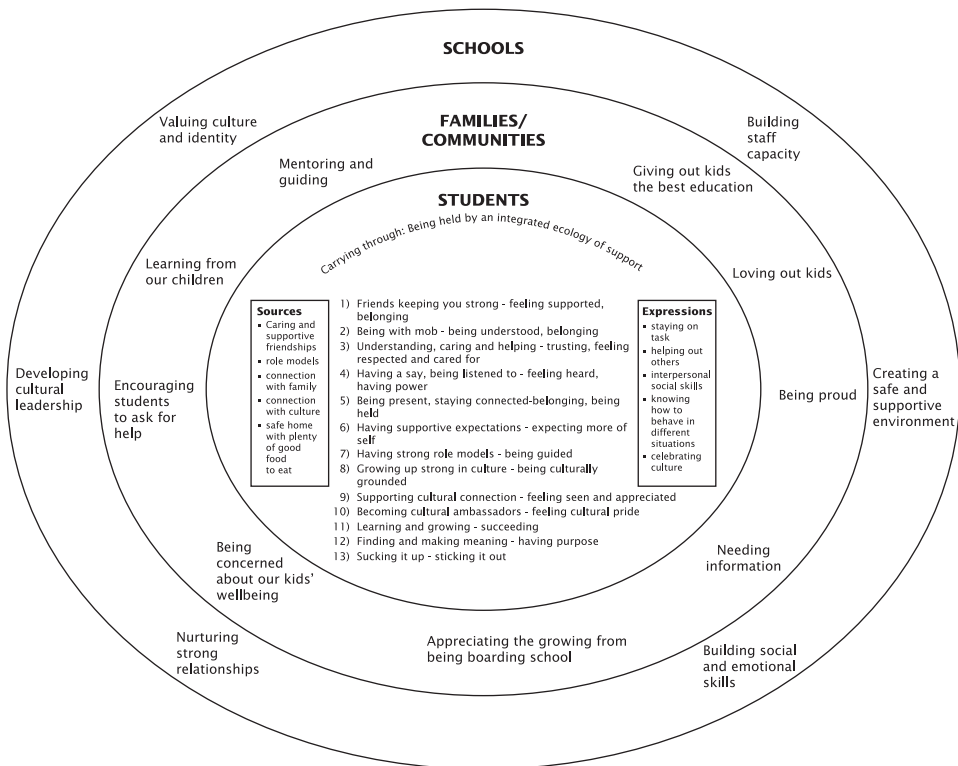 SCHOOLS
Valuing culture
and identity
Building
staff
capacity
FAMILIES/
COMMUNITIES
Mentoring and
guiding
Giving out kids
the best education
STUDENTS
Carrying through: Being held by an integrated ecology of support
Learning from
our children
Loving out kids
Sources
▪ Caring and
supportive
friendships
▪ role models
▪ connection
with family
▪ connection
with culture
▪ safe home
with plenty
of good
food
to eat
1) Friends keeping you strong - feeling supported,
belonging
2) Being with mob - being understood, belonging
3) Understanding, caring and helping - trusting, feeling
respected and cared for
4) Having a say, being listened to - feeling heard,
having power
5) Being present, staying connected-belonging, being
held
6) Having supportive expectations - expecting more of
self
7) Having strong role models - being guided
8) Growing up strong in culture - being culturally
grounded
9) Supporting cultural connection - feeling seen and appreciated
10) Becoming cultural ambassadors - feeling cultural pride
11) Learning and growing - succeeding
12) Finding and making meaning - having purpose
13) Sucking it up - sticking it out
Expressions
▪ staying on
task
▪ helping out
others
▪ interpersonal
social skills
▪ knowing
how to
behave in
different
situations
▪ celebrating
culture
Developing
cultural
leadership
Encouraging
students
to ask for
help
Being proud
Creating a
safe and
supportive
environment
Being
concerned
about our kids'
wellbeing
Needing
information
Nurturing
strong
relationships
Appreciating the growing from
being boarding school
Building social
and emotional
skills